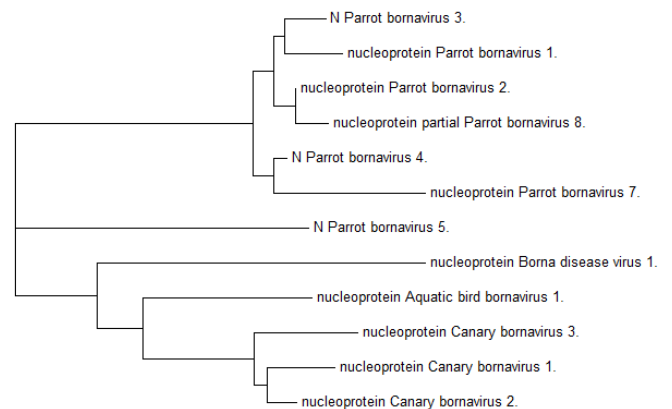 N Parrot bornavirus 3.
nucleoprotein Parrot bornavirus 1.
nucleoprotein Parrot bornavirus 2.
nucleoprotein partial Parrot bornavirus 8.
N Parrot bornavirus 4.
nucleoprotein Parrot bornavirus 7.
N Parrot bornavirus 5.
nucleoprotein Borna disease virus 1.
nucleoprotein Aquatic bird bornavirus 1.
nucleoprotein Canary bornavirus 3.
nucleoprotein Canary bornavirus 1.
nucleoprotein Canary bornavirus 2.